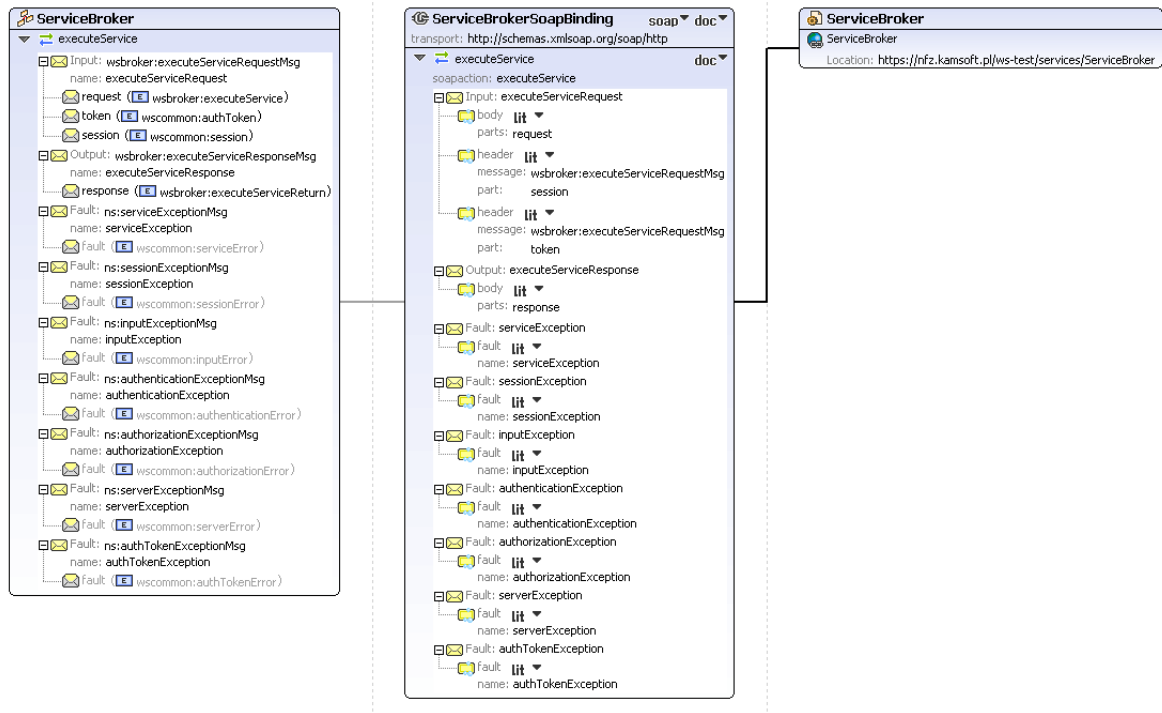 ServiceBroker
executeService
Input: wsbroker:executeServiceRequestMsg
name: executeServiceRequest
request (E wsbroker:executeService)
token (E wscommon:authToken)
session (E wscommon:session)
Output: wsbroker:executeServiceResponseMsg
name: executeServiceResponse
response (E wsbroker:executeServiceReturn)
Fault: ns:serviceExceptionMsg
name: serviceException
fault (E wscommon:serviceError)
Fault: ns:sessionExceptionMsg
name: sessionException
fault (E wscommon:sessionError)
Fault: ns:inputExceptionMsg
name: inputException
fault (E wscommon:inputError)
Fault: ns:authenticationExceptionMsg
name: authenticationException
fault (E wscommon:authenticationError)
Fault: ns:authorizationExceptionMsg
name: authorizationException
fault (E wscommon:authorizationError)
Fault: ns:serverExceptionMsg
name: serverException
fault (E wscommon:serverError)
Fault: ns:authTokenExceptionMsg
name: authTokenException
fault (E wscommon:authTokenError)
ServiceBrokerSoapBinding soap doc
transport: http://schemas.xmlsoap.org/soap/http
executeService doc
soapaction: executeService
Input: executeServiceRequest
body lit
parts: request
header lit
message: wsbroker:executeServiceRequestMsg
part: session
header lit
message: wsbroker:executeServiceRequestMsg
part: token
Output: executeServiceResponse
body lit
parts: response
Fault: serviceException
fault lit
name: serviceException
Fault: sessionException
fault lit
name: sessionException
Fault: inputException
fault lit
name: inputException
Fault: authenticationException
fault lit
name: authenticationException
Fault: authorizationException
fault lit
name: authorizationException
Fault: serverException
fault lit
name: serverException
Fault: authTokenException
fault lit
name: authTokenException
ServiceBroker
ServiceBroker
Location: https://nfz.kamsoft.pl/ws-test/services/ServiceBroker